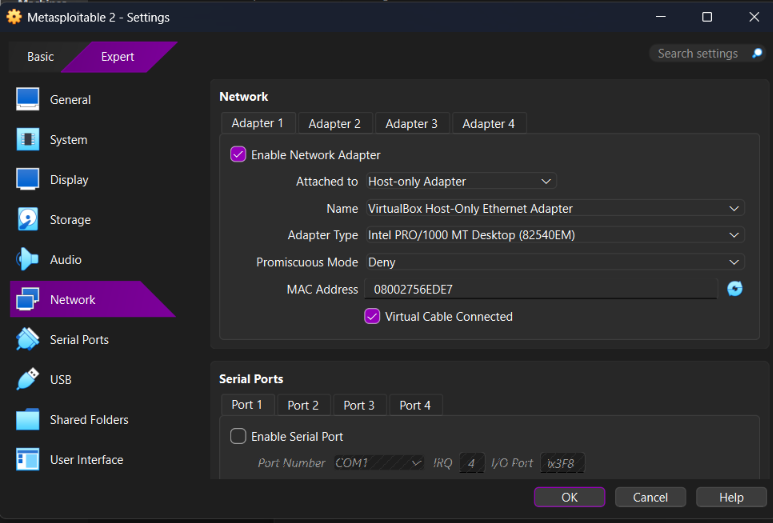 Metasploitable 2 - Settings
Basic Expert
Search settings
General
System
Display
Storage
Audio
Network
Serial Ports
USB
Shared Folders
User Interface
Network
Adapter 1 Adapter 2 Adapter 3 Adapter 4
Enable Network Adapter
Attached to Host-only Adapter
Name VirtualBox Host-Only Ethernet Adapter
Adapter Type Intel PRO/1000 MT Desktop (82540EM)
Promiscuous Mode Deny
MAC Address 08002756EDE7
Virtual Cable Connected
Serial Ports
Port 1 Port 2 Port 3 Port 4
Enable Serial Port
Port Number COM1 IRQ 4 I/O Port
OK Cancel Help